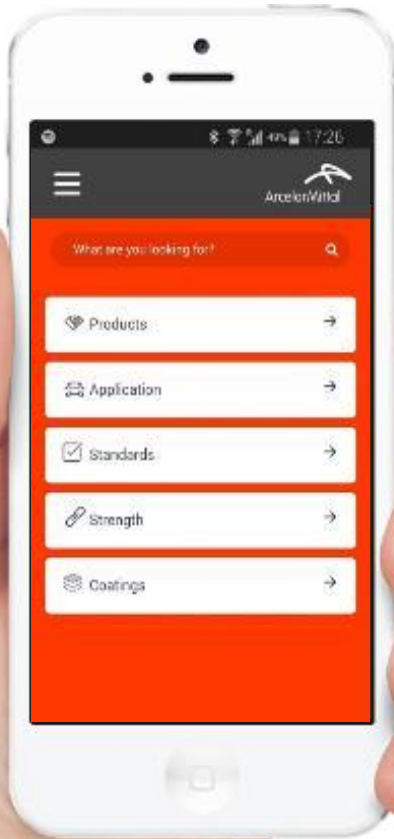 17:26
ArcelorMittal
What are you looking for?
Products
Application
Standards
Strength
Coatings